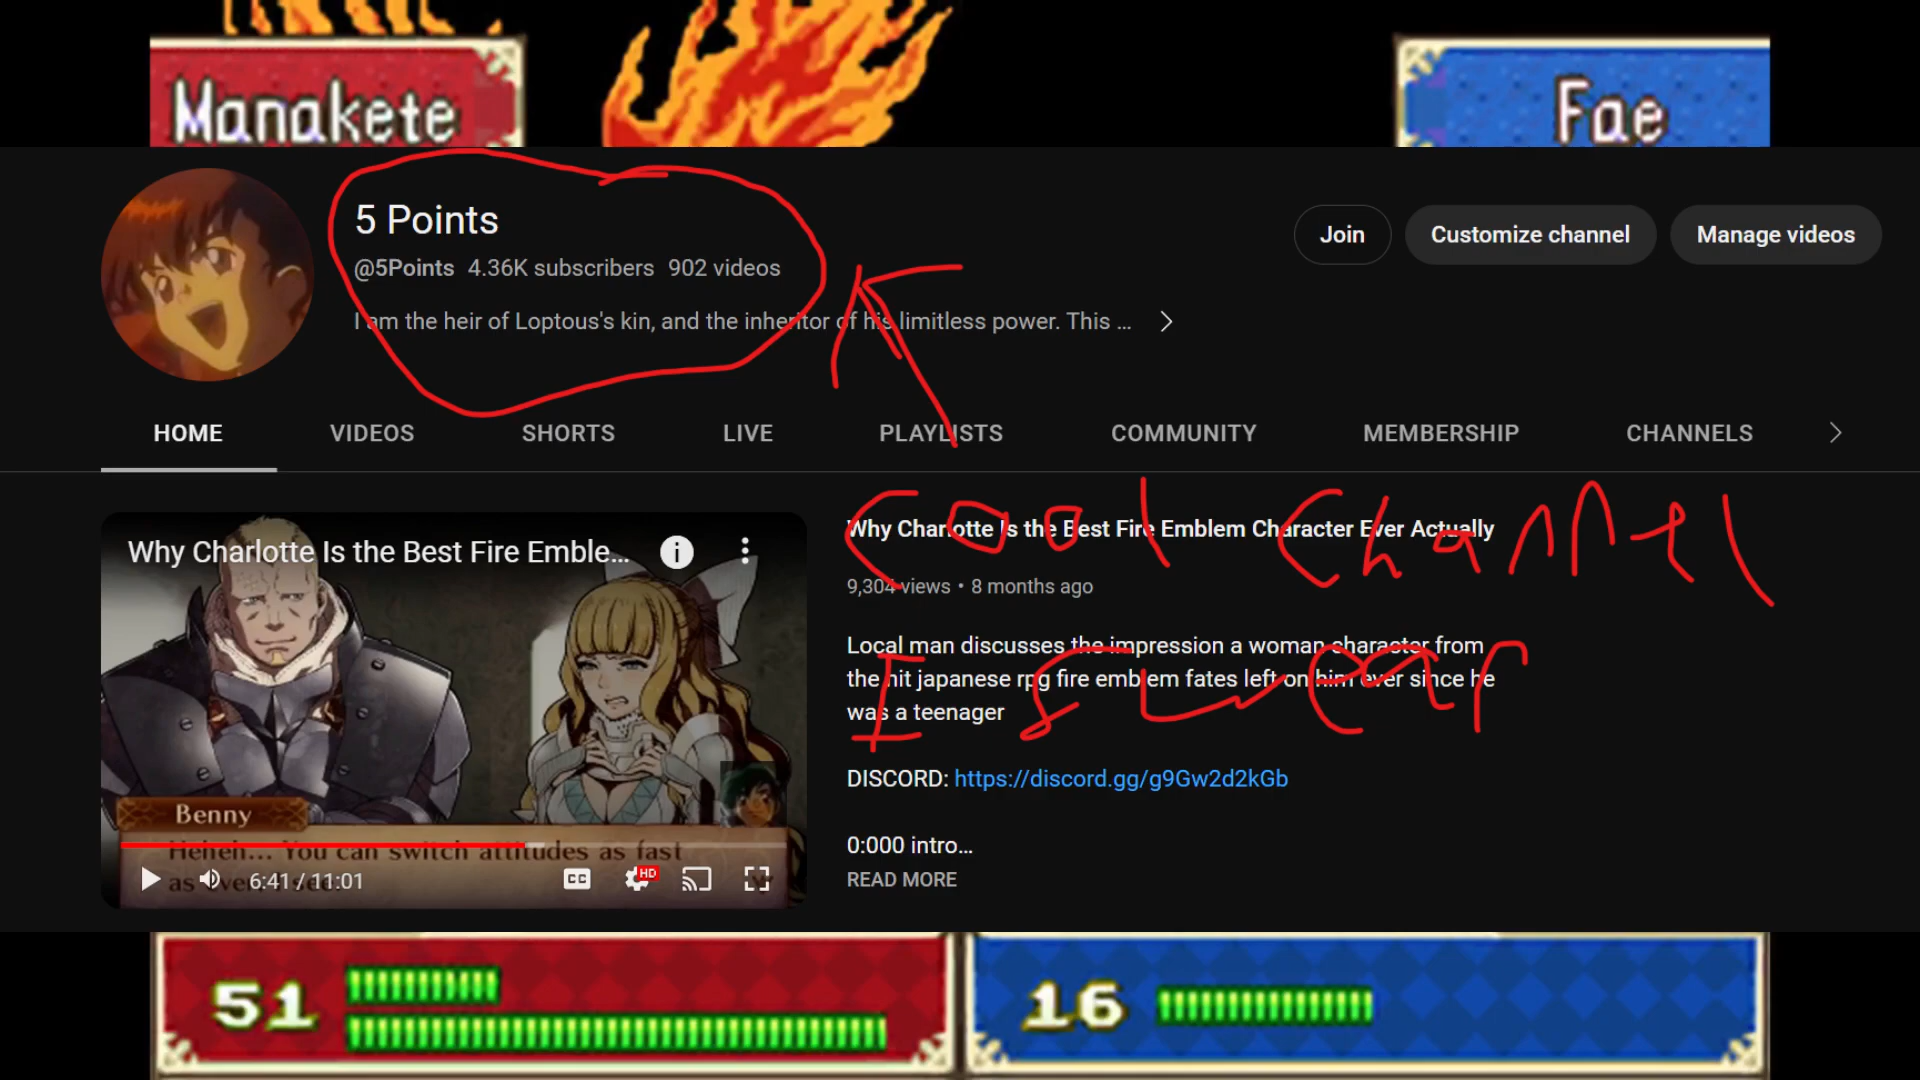 Manakete
Fae
5 Points
@5Points 4.36K subscribers 902 videos
I am the heir of Loptous's kin, and the inheritor of his limitless power. This ...
Join
Customize channel
Manage videos
HOME
VIDEOS
SHORTS
LIVE
PLAYLISTS
COMMUNITY
MEMBERSHIP
CHANNELS
Why Charlotte Is the Best Fire Emble...
Benny
Heheh... You can switch attitudes as fast
as ever, I see.
6:41 / 11:01
CC
HD
Why Charlotte Is the Best Fire Emblem Character Ever Actually
Cool Channel
9,304 views • 8 months ago
Local man discusses the impression a woman character from
the hit japanese rpg fire emblem fates left on him ever since he
was a teenager
I swear
DISCORD: https://discord.gg/g9Gw2d2kGb
0:000 intro...
READ MORE
51
16